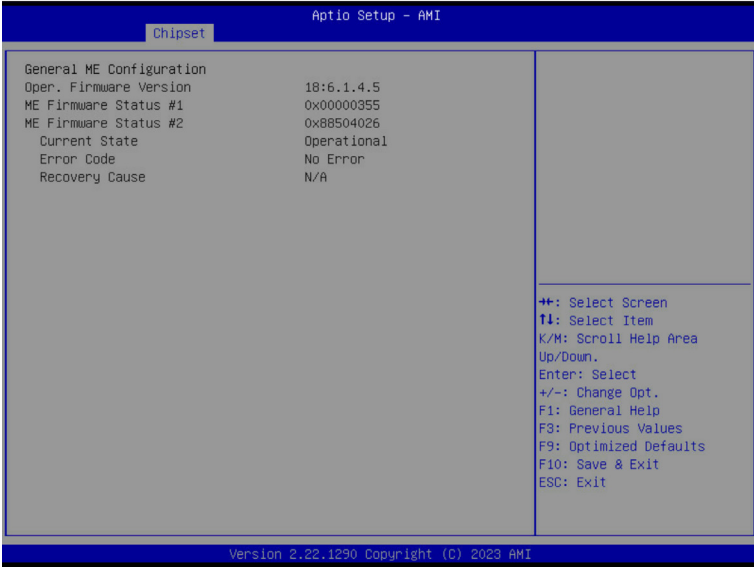 Aptio Setup - AMI
Chipset
General ME Configuration
Oper. Firmware Version 18:6.1.4.5
ME Firmware Status #1 0x00000355
ME Firmware Status #2 0x88504026
Current State Operational
Error Code No Error
Recovery Cause N/A
→←: Select Screen
↑↓: Select Item
K/M: Scroll Help Area
Up/Down.
Enter: Select
+/-: Change Opt.
F1: General Help
F3: Previous Values
F9: Optimized Defaults
F10: Save & Exit
ESC: Exit
Version 2.22.1290 Copyright (C) 2023 AMI